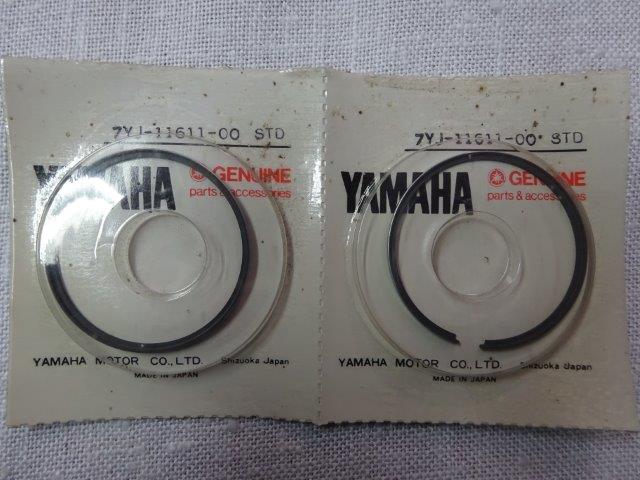 7YJ-11611-00 STD
YAMAHA GENUINE
parts & accessories
YAMAHA MOTOR CO., LTD. Shizuoka Japan
MADE IN JAPAN
7YJ-11611-00 STD
YAMAHA GENUINE
parts & accessories
YAMAHA MOTOR CO., LTD. Shizuoka Japan
MADE IN JAPAN